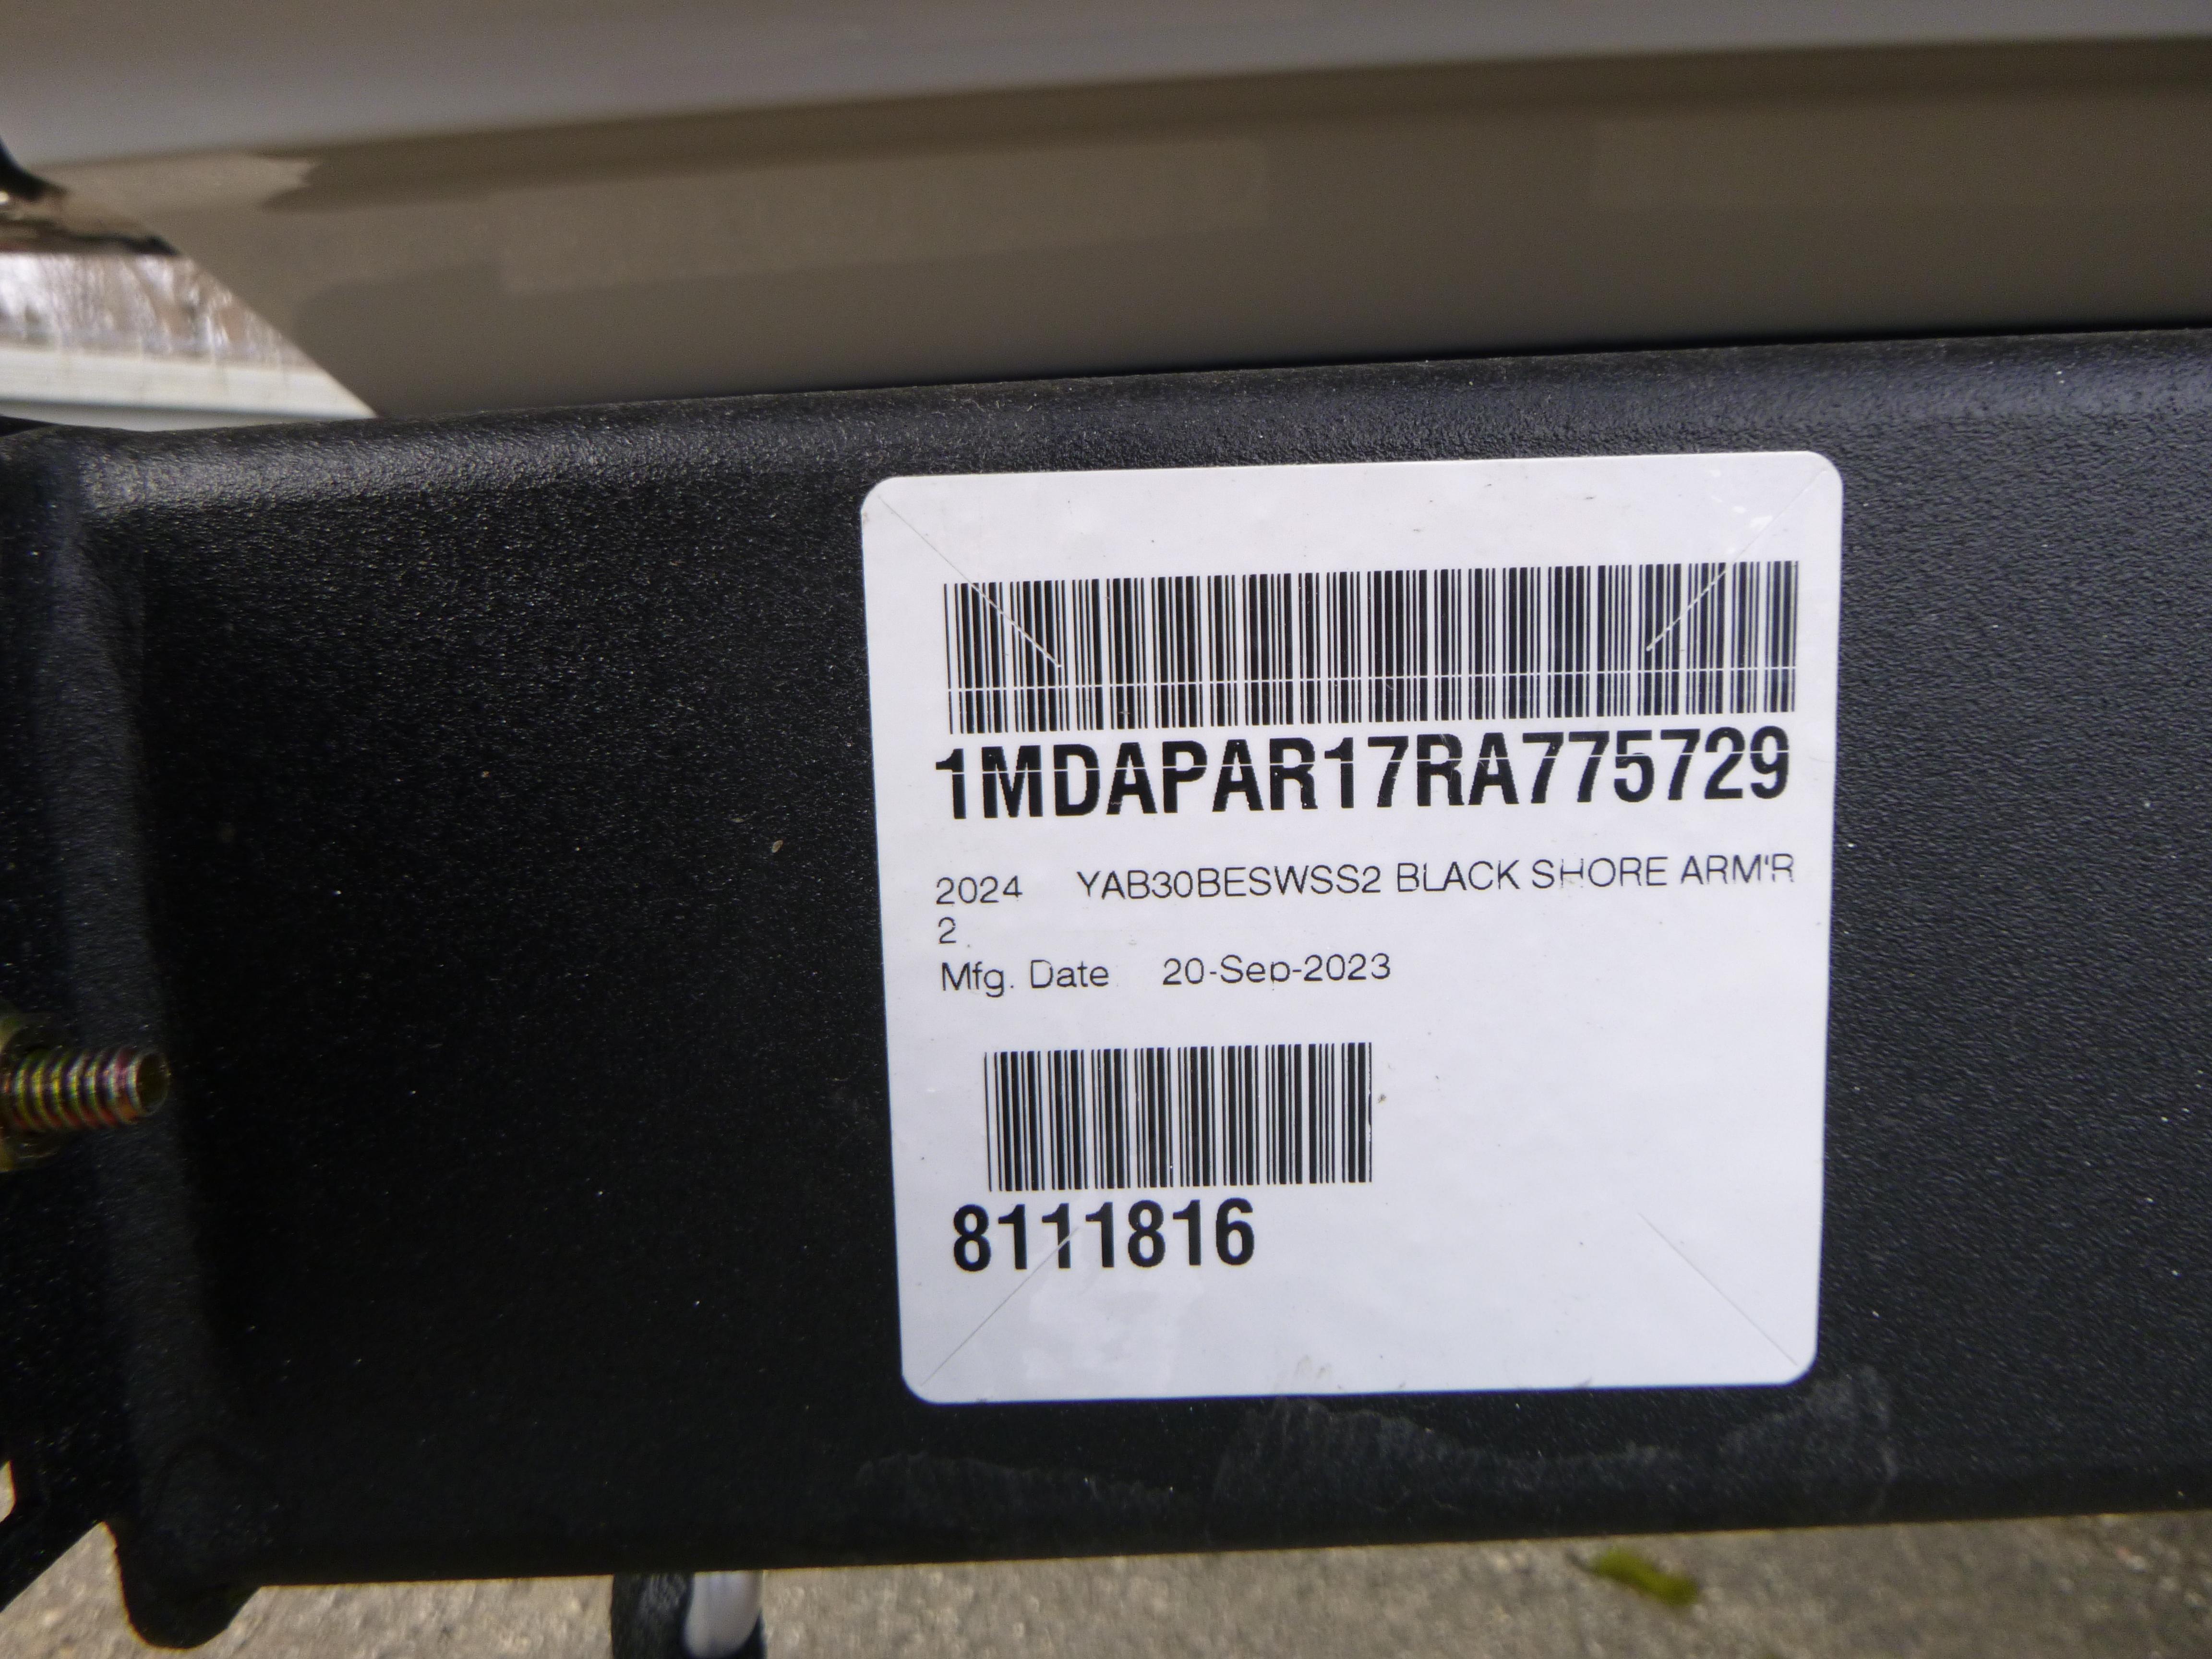 1MDAPAR17RA775729
2024 YAB30BESWSS2 BLACK SHORE ARM'R
2
Mfg. Date 20-Sep-2023
8111816